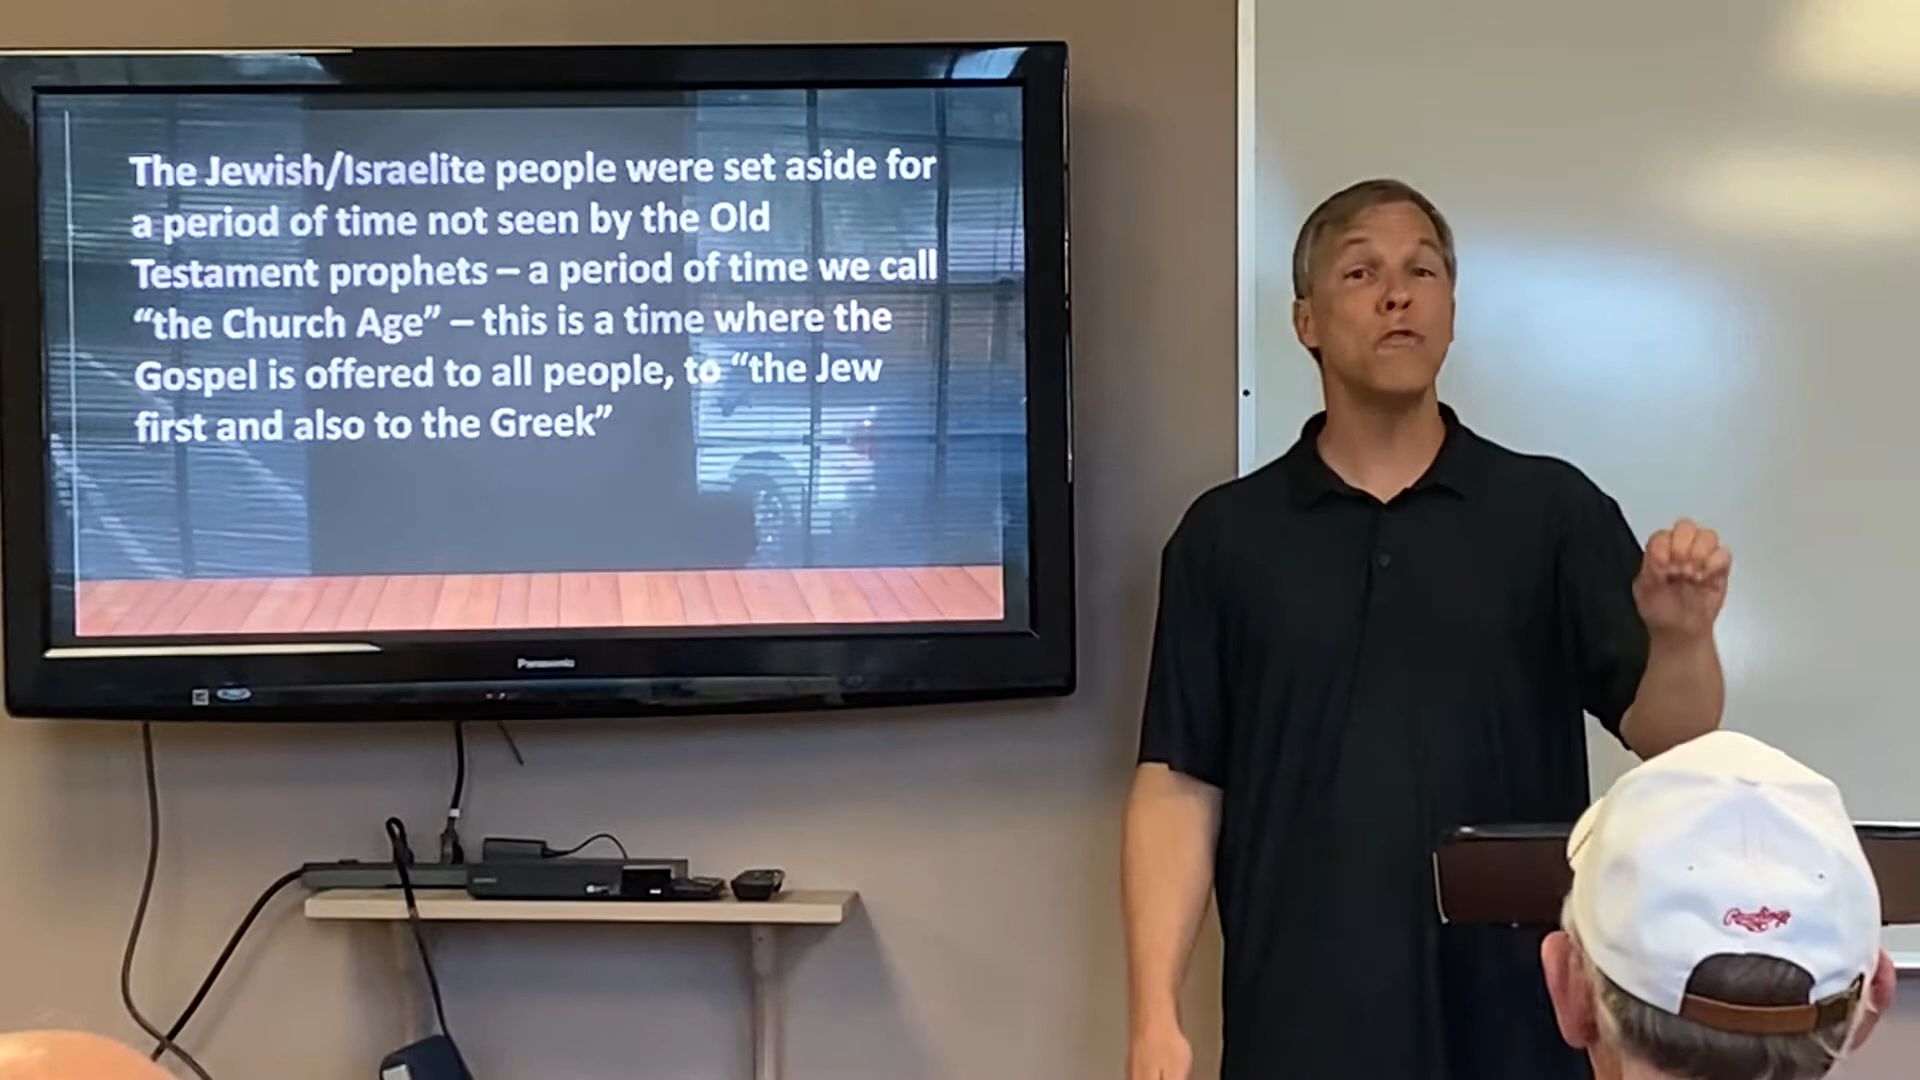 The Jewish/Israelite people were set aside for
a period of time not seen by the Old
Testament prophets – a period of time we call
“the Church Age” – this is a time where the
Gospel is offered to all people, to “the Jew
first and also to the Greek”
Panasonic
Rawlings